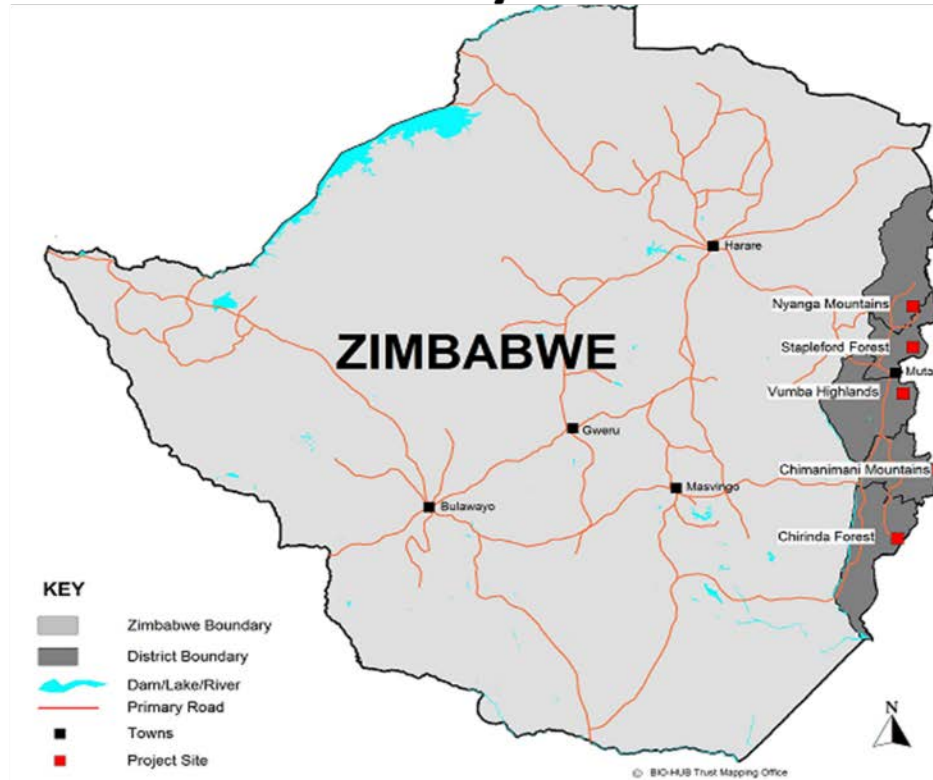 ZIMBABWE
Harare
Nyanga Mountains
Stapleford Forest
Muta
Vumba Highlands
Gweru
Chimanimani Mountains
Masvingo
Bulawayo
Chirinda Forest
KEY
Zimbabwe Boundary
District Boundary
Dam/Lake/River
Primary Road
Towns
Project Site
N
© BIO-HUB Trust Mapping Office